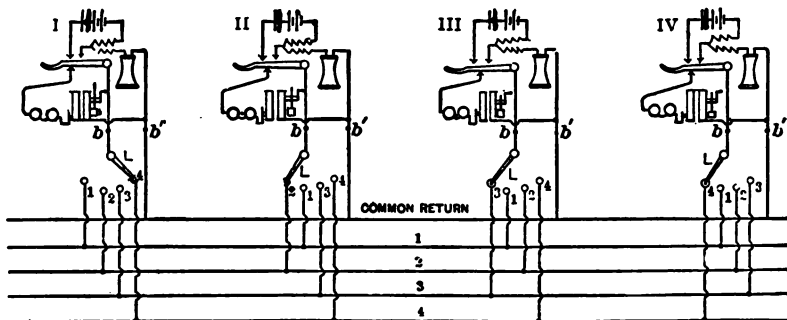 I II III IV
b b' b b' b b' b b'
L L L L
1 2 3 4 2 1 3 4 3 1 2 4 4 1 2 3
COMMON RETURN
1
2
3
4